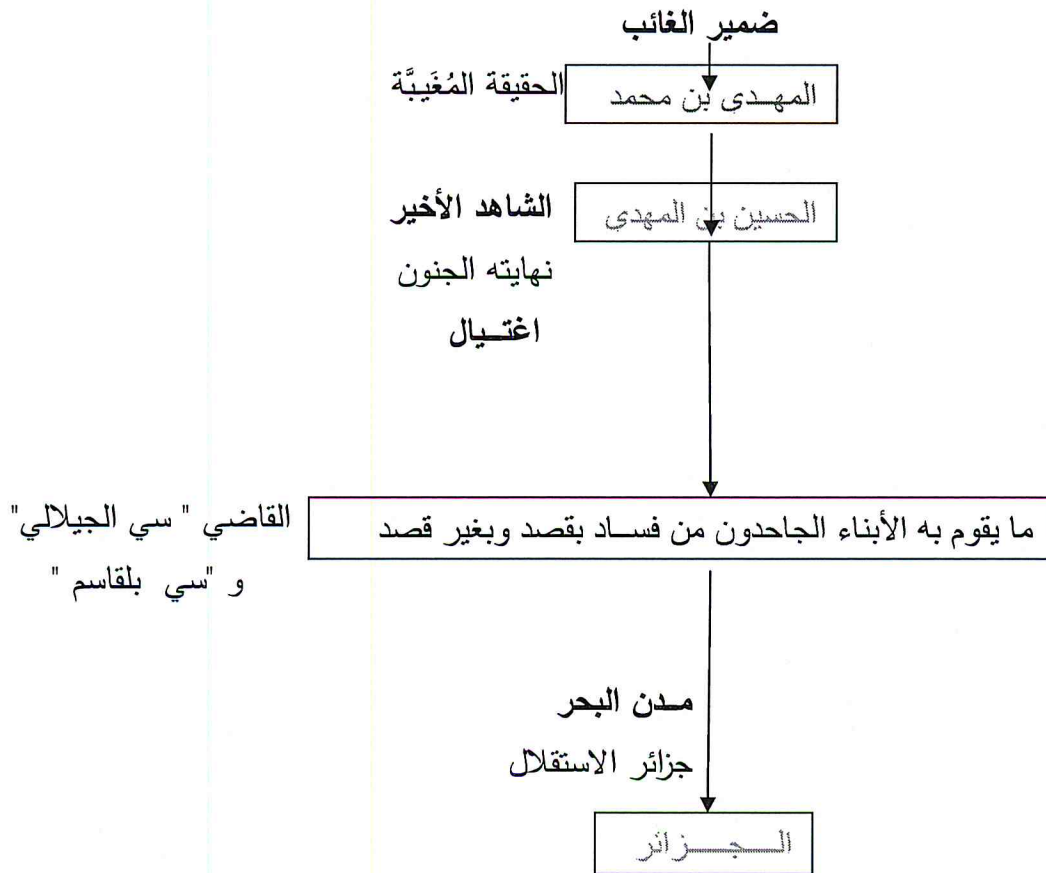 ضمير الغائب
المهدي بن محمد
الحقيقة المُغَيبَّة
الحسين بن المهدي
الشاهد الأخير
نهايته الجنون
اغتيال
ما يقوم به الأبناء الجاحدون من فساد بقصد وبغير قصد
القاضي " سي الجيلالي"
و "سي بلقاسم "
مدن البحر
جزائر الاستقلال
الجزائر